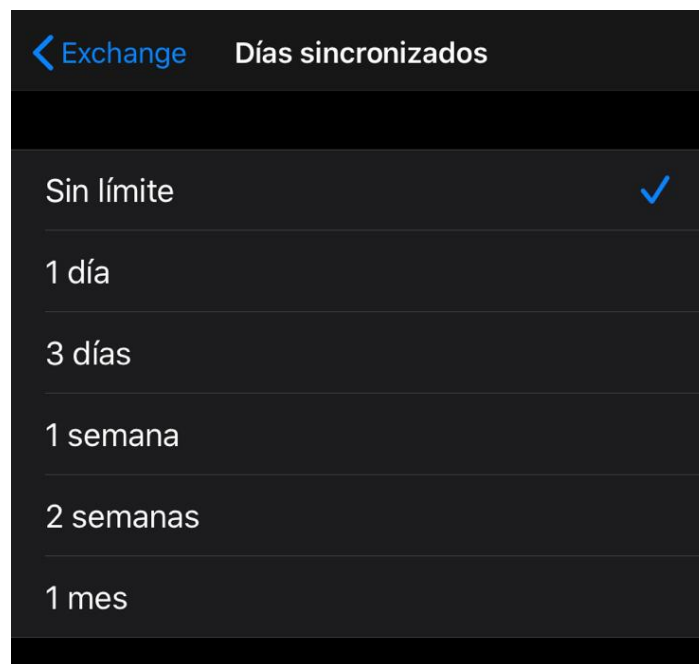 Exchange Días sincronizados
Sin límite
1 día
3 días
1 semana
2 semanas
1 mes